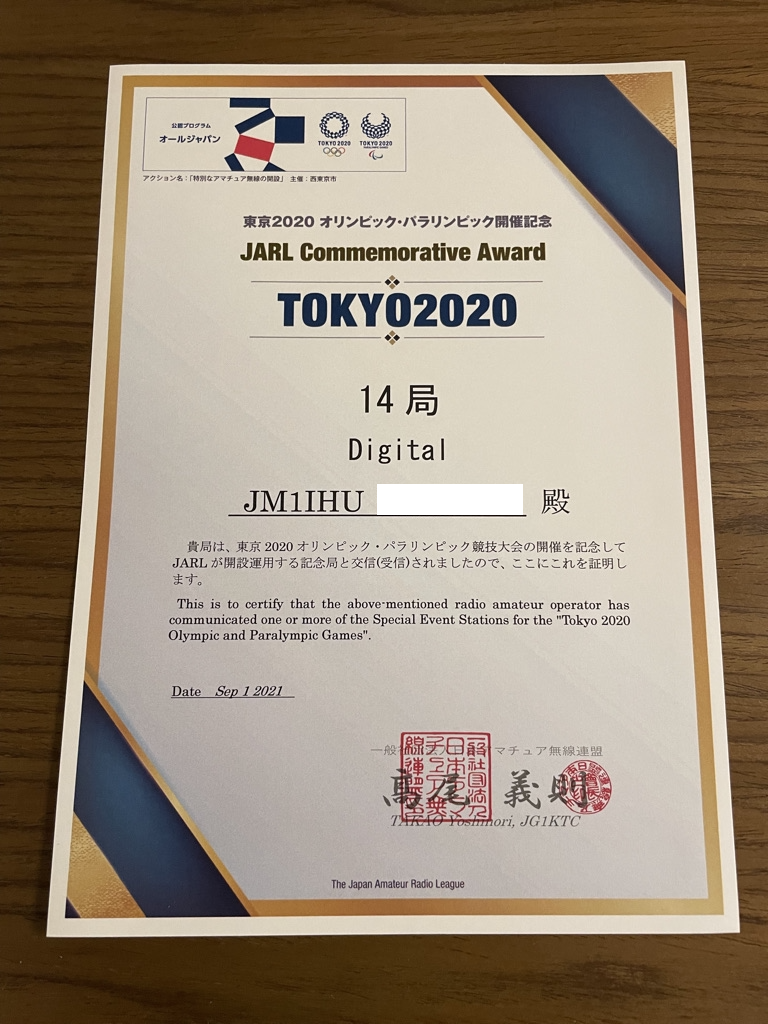 公認プログラム
オールジャパン
TOKYO 2020
TOKYO 2020
PARALYMPIC GAMES
アクション名:「特別なアマチュア無線の開設」 主催:西東京市
東京2020 オリンピック・パラリンピック開催記念
JARL Commemorative Award
TOKYO2020
14 局
Digital
JM1IHU 殿
貴局は、東京 2020 オリンピック・パラリンピック競技大会の開催を記念して
JARL が開設運用する記念局と交信(受信)されましたので、ここにこれを証明し
ます。
This is to certify that the above-mentioned radio amateur operator has
communicated one or more of the Special Event Stations for the "Tokyo 2020
Olympic and Paralympic Games".
Date Sep 1 2021
一般社団法人日本アマチュア無線連盟
髙尾 義則
TAKAO Yoshinori, JG1KTC
The Japan Amateur Radio League